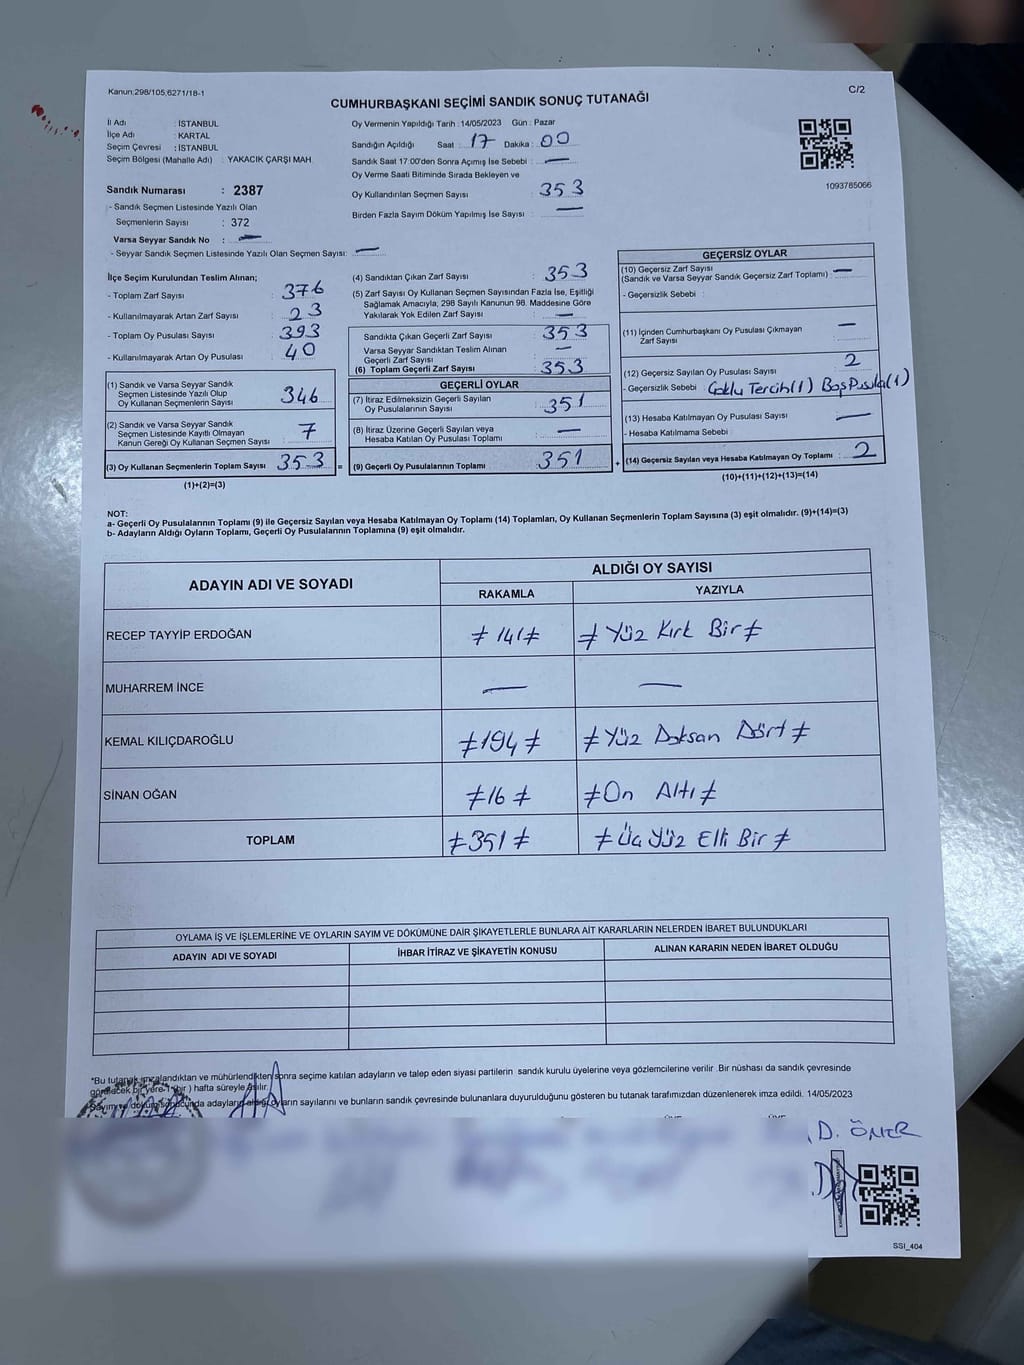 Kanun:298/105,6271/18-1
C/2
CUMHURBAŞKANI SEÇİMİ SANDIK SONUÇ TUTANAĞI
İl Adı : İSTANBUL
İlçe Adı : KARTAL
Seçim Çevresi : İSTANBUL
Seçim Bölgesi (Mahalle Adı) : YAKACIK ÇARŞI MAH.
Sandık Numarası : 2387
- Sandık Seçmen Listesinde Yazılı Olan
Seçmenlerin Sayısı : 372
Varsa Seyyar Sandık No : —
- Seyyar Sandık Seçmen Listesinde Yazılı Olan Seçmen Sayısı: —
Oy Vermenin Yapıldığı Tarih : 14/05/2023 Gün : Pazar
Sandığın Açıldığı Saat : 17 Dakika : 00
Sandık Saat 17:00'den Sonra Açımış İse Sebebi : —
Oy Verme Saati Bitiminde Sırada Bekleyen ve
Oy Kullandırılan Seçmen Sayısı : 353
Birden Fazla Sayım Döküm Yapılmış İse Sayısı : —
1093765066
İlçe Seçim Kurulundan Teslim Alınan;
- Toplam Zarf Sayısı : 376
- Kullanılmayarak Artan Zarf Sayısı : 23
- Toplam Oy Pusulası Sayısı : 393
- Kullanılmayarak Artan Oy Pusulası : 40
(1) Sandık ve Varsa Seyyar Sandık
Seçmen Listesinde Yazılı Olup
Oy Kullanan Seçmenlerin Sayısı 346
(2) Sandık ve Varsa Seyyar Sandık
Seçmen Listesinde Kayıtlı Olmayan
Kanun Gereği Oy Kullanan Seçmen Sayısı : 7
(3) Oy Kullanan Seçmenlerin Toplam Sayısı : 353 =
(1)+(2)=(3)
(4) Sandıktan Çıkan Zarf Sayısı : 353
(5) Zarf Sayısı Oy Kullanan Seçmen Sayısından Fazla İse, Eşitliği
Sağlamak Amacıyla, 298 Sayılı Kanunun 98. Maddesine Göre
Yakılarak Yok Edilen Zarf Sayısı : —
Sandıkta Çıkan Geçerli Zarf Sayısı : 353
Varsa Seyyar Sandıktan Teslim Alınan
Geçerli Zarf Sayısı : —
(6) Toplam Geçerli Zarf Sayısı : 353
GEÇERLİ OYLAR
(7) İtiraz Edilmeksizin Geçerli Sayılan
Oy Pusulalarının Sayısı : 351
(8) İtiraz Üzerine Geçerli Sayılan veya
Hesaba Katılan Oy Pusulası Toplamı : —
(9) Geçerli Oy Pusulalarının Toplamı : 351 +
GEÇERSİZ OYLAR
(10) Geçersiz Zarf Sayısı
(Sandık ve Varsa Seyyar Sandık Geçersiz Zarf Toplamı) : —
- Geçersizlik Sebebi :
(11) İçinden Cumhurbaşkanı Oy Pusulası Çıkmayan
Zarf Sayısı : —
(12) Geçersiz Sayılan Oy Pusulası Sayısı : 2
- Geçersizlik Sebebi : Çoklu Tercih(1) Boş Pusula(1)
(13) Hesaba Katılmayan Oy Pusulası Sayısı : —
- Hesaba Katılmama Sebebi :
(14) Geçersiz Sayılan veya Hesaba Katılmayan Oy Toplamı : 2
(10)+(11)+(12)+(13)=(14)
NOT:
a- Geçerli Oy Pusulalarının Toplamı (9) ile Geçersiz Sayılan veya Hesaba Katılmayan Oy Toplamı (14) Toplamları, Oy Kullanan Seçmenlerin Toplam Sayısına (3) eşit olmalıdır. (9)+(14)=(3)
b- Adayların Aldığı Oyların Toplamı, Geçerli Oy Pusulalarının Toplamına (9) eşit olmalıdır.
ADAYIN ADI VE SOYADI ALDIĞI OY SAYISI
RAKAMLA YAZIYLA
RECEP TAYYİP ERDOĞAN ≠ 141 ≠ ≠ Yüz Kırk Bir ≠
MUHARREM İNCE — —
KEMAL KILIÇDAROĞLU ≠ 194 ≠ ≠ Yüz Doksan Dört ≠
SİNAN OĞAN ≠ 16 ≠ ≠ On Altı ≠
TOPLAM ≠ 351 ≠ ≠ Üç Yüz Elli Bir ≠
OYLAMA İŞ VE İŞLEMLERİNE VE OYLARIN SAYIM VE DÖKÜMÜNE DAİR ŞİKAYETLERLE BUNLARA AİT KARARLARIN NELERDEN İBARET BULUNDUKLARI
ADAYIN ADI VE SOYADI İHBAR İTİRAZ VE ŞİKAYETİN KONUSU ALINAN KARARIN NEDEN İBARET OLDUĞU
*Bu tutanak imzalandıktan ve mühürlendikten sonra seçime katılan adayların ve talep eden siyasi partilerin sandık kurulu üyelerine veya gözlemcilerine verilir .Bir nüshası da sandık çevresinde
görülecek bir yere 1 (bir ) hafta süreyle asılır.
Sayım ve döküm sonucunda adayların aldığı oyların sayılarını ve bunların sandık çevresinde bulunanlara duyurulduğunu gösteren bu tutanak tarafımızdan düzenlenerek imza edildi. 14/05/2023
D. ÖMER
SSI_404